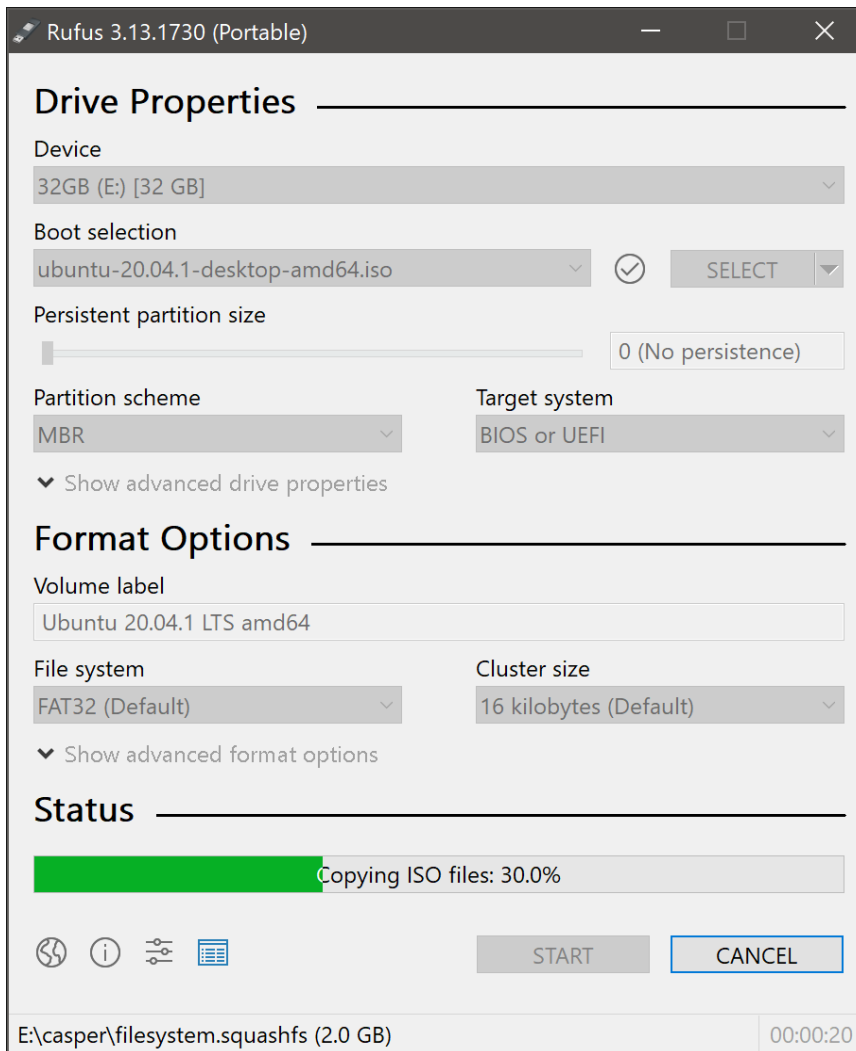 Rufus 3.13.1730 (Portable)
Drive Properties
Device
32GB (E:) [32 GB]
Boot selection
ubuntu-20.04.1-desktop-amd64.iso
SELECT
Persistent partition size
0 (No persistence)
Partition scheme
Target system
MBR
BIOS or UEFI
Show advanced drive properties
Format Options
Volume label
Ubuntu 20.04.1 LTS amd64
File system
Cluster size
FAT32 (Default)
16 kilobytes (Default)
Show advanced format options
Status
Copying ISO files: 30.0%
START
CANCEL
E:\casper\filesystem.squashfs (2.0 GB)
00:00:20